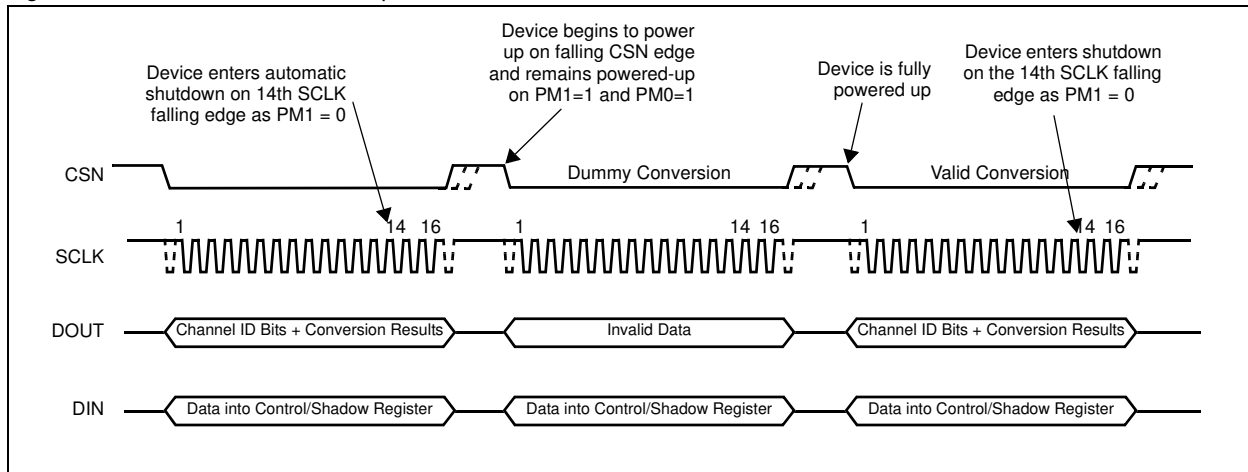 Device enters automatic
shutdown on 14th SCLK
falling edge as PM1 = 0
Device begins to power
up on falling CSN edge
and remains powered-up
on PM1=1 and PM0=1
Device is fully
powered up
Device enters shutdown
on the 14th SCLK falling
edge as PM1 = 0
CSN
Dummy Conversion
Valid Conversion
SCLK
1
14 16
1
14 16
1
14 16
DOUT
Channel ID Bits + Conversion Results
Invalid Data
Channel ID Bits + Conversion Results
DIN
Data into Control/Shadow Register
Data into Control/Shadow Register
Data into Control/Shadow Register